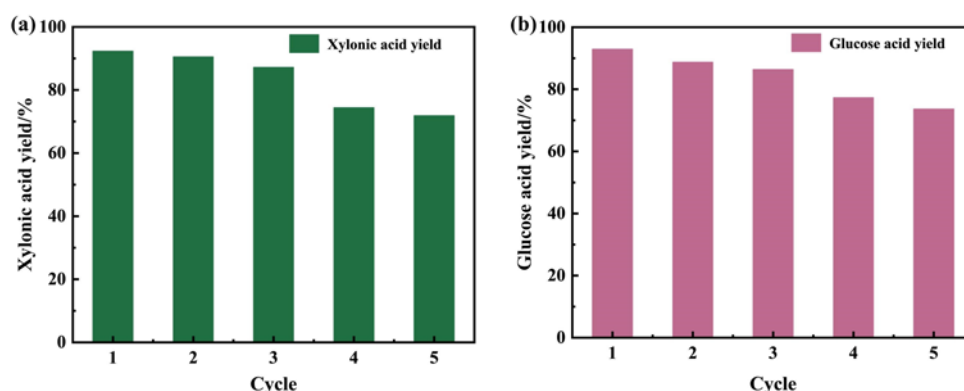 (a)
Xylonic acid yield
Xylonic acid yield/%
100
80
60
40
20
0
1 2 3 4 5
Cycle
(b)
Glucose acid yield
Glucose acid yield/%
100
80
60
40
20
0
1 2 3 4 5
Cycle